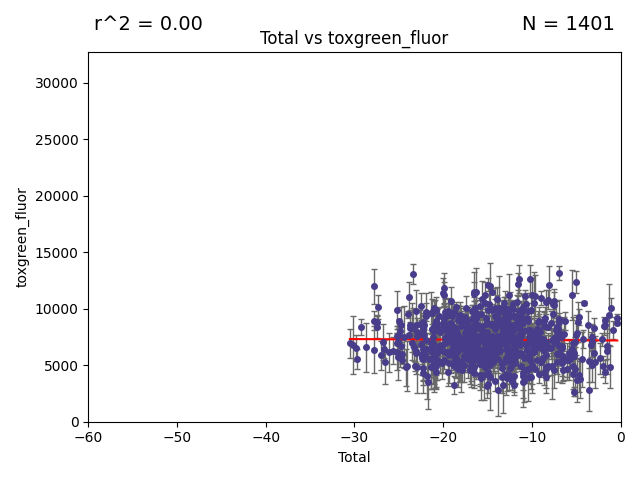 r^2 = 0.00
N = 1401
Total vs toxgreen_fluor
30000
25000
20000
15000
10000
5000
0
toxgreen_fluor
−60
−50
−40
−30
−20
−10
0
Total